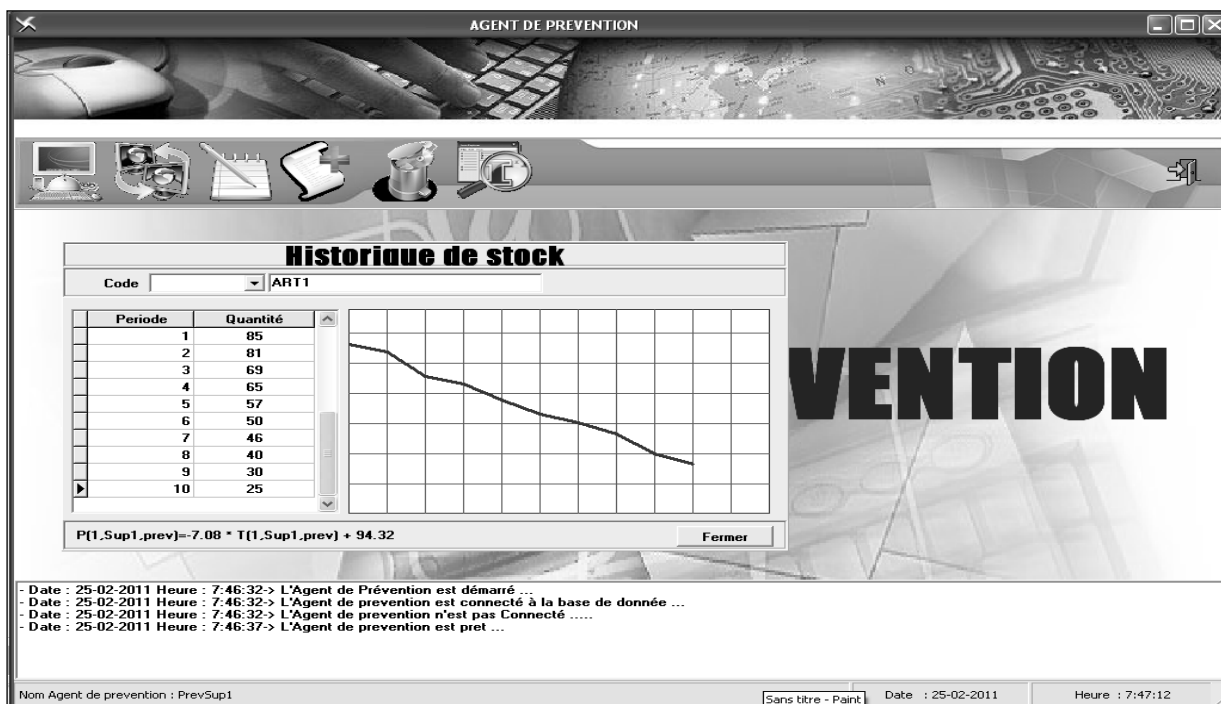 AGENT DE PREVENTION
Historique de stock
Code ART1
Periode Quantité
1 85
2 81
3 69
4 65
5 57
6 50
7 46
8 40
9 30
10 25
VENTION
P(1,Sup1,prev)=-7.08 * T(1,Sup1,prev) + 94.32
Fermer
- Date : 25-02-2011 Heure : 7:46:32-> L'Agent de Prévention est démarré ...
- Date : 25-02-2011 Heure : 7:46:32-> L'Agent de prevention est connecté à la base de donnée ...
- Date : 25-02-2011 Heure : 7:46:32-> L'Agent de prevention n'est pas Connecté .....
- Date : 25-02-2011 Heure : 7:46:37-> L'Agent de prevention est pret ...
Nom Agent de prevention : PrevSup1
Sans titre - Paint
Date : 25-02-2011
Heure : 7:47:12